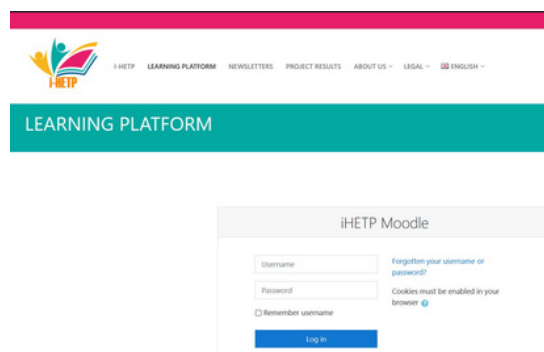 I-HETP
I-HETP LEARNING PLATFORM NEWSLETTERS PROJECT RESULTS ABOUT US LEGAL ENGLISH
LEARNING PLATFORM
iHETP Moodle
Username
Forgotten your username or
password?
Password
Cookies must be enabled in your
browser
Remember username
Log in